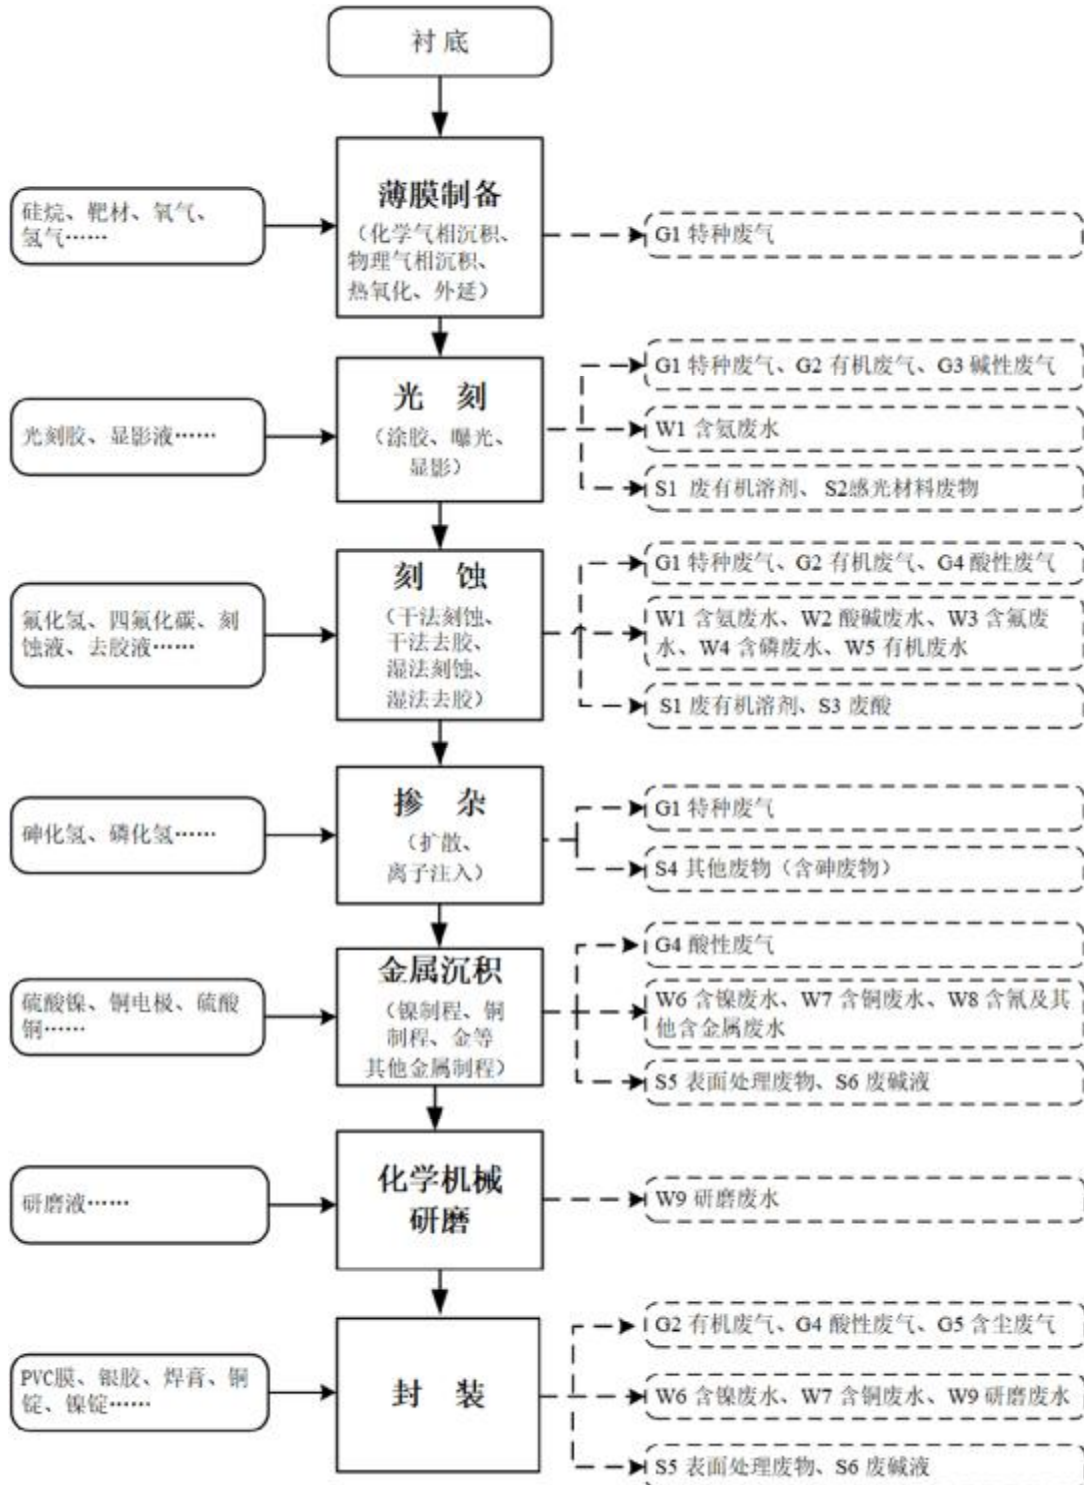 衬 底
薄膜制备
（化学气相沉积、
物理气相沉积、
热氧化、外延）
硅烷、靶材、氧气、
氢气……
G1 特种废气
光 刻
（涂胶、曝光、
显影）
光刻胶、显影液……
G1 特种废气、G2 有机废气、G3 碱性废气
W1 含氨废水
S1 废有机溶剂、 S2感光材料废物
刻 蚀
（干法刻蚀、
干法去胶、
湿法刻蚀、
湿法去胶）
氟化氢、四氟化碳、刻
蚀液、去胶液……
G1 特种废气、G2 有机废气、G4 酸性废气
W1 含氨废水、W2 酸碱废水、W3 含氟废
水、W4 含磷废水、W5 有机废水
S1 废有机溶剂、S3 废酸
掺 杂
（扩散、
离子注入）
砷化氢、磷化氢……
G1 特种废气
S4 其他废物（含砷废物）
金属沉积
（镍制程、铜
制程、金等
其他金属制程）
硫酸镍、铜电极、硫酸
铜……
G4 酸性废气
W6 含镍废水、W7 含铜废水、W8 含氰及其
他含金属废水
S5 表面处理废物、S6 废碱液
化学机械
研磨
研磨液……
W9 研磨废水
封 装
PVC膜、银胶、焊膏、铜
锭、镍锭……
G2 有机废气、G4 酸性废气、G5 含尘废气
W6 含镍废水、W7 含铜废水、W9 研磨废水
S5 表面处理废物、S6 废碱液